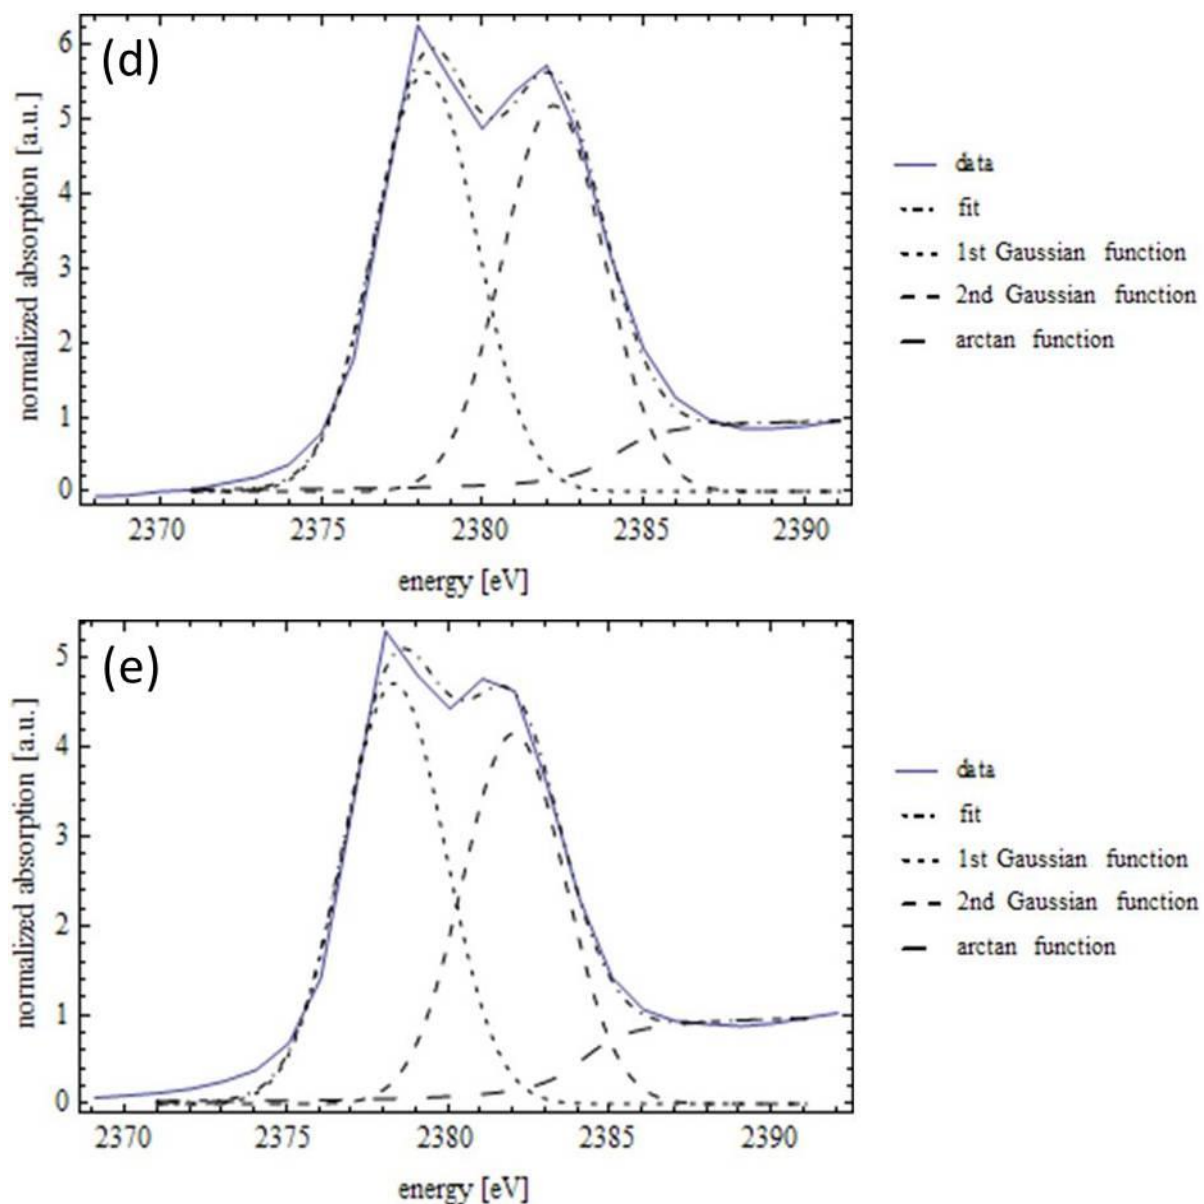 (d)
normalized absorption [a.u.]
6
5
4
3
2
1
0
2370 2375 2380 2385 2390
energy [eV]
data
fit
1st Gaussian function
2nd Gaussian function
arctan function
(e)
normalized absorption [a.u.]
5
4
3
2
1
0
2370 2375 2380 2385 2390
energy [eV]
data
fit
1st Gaussian function
2nd Gaussian function
arctan function